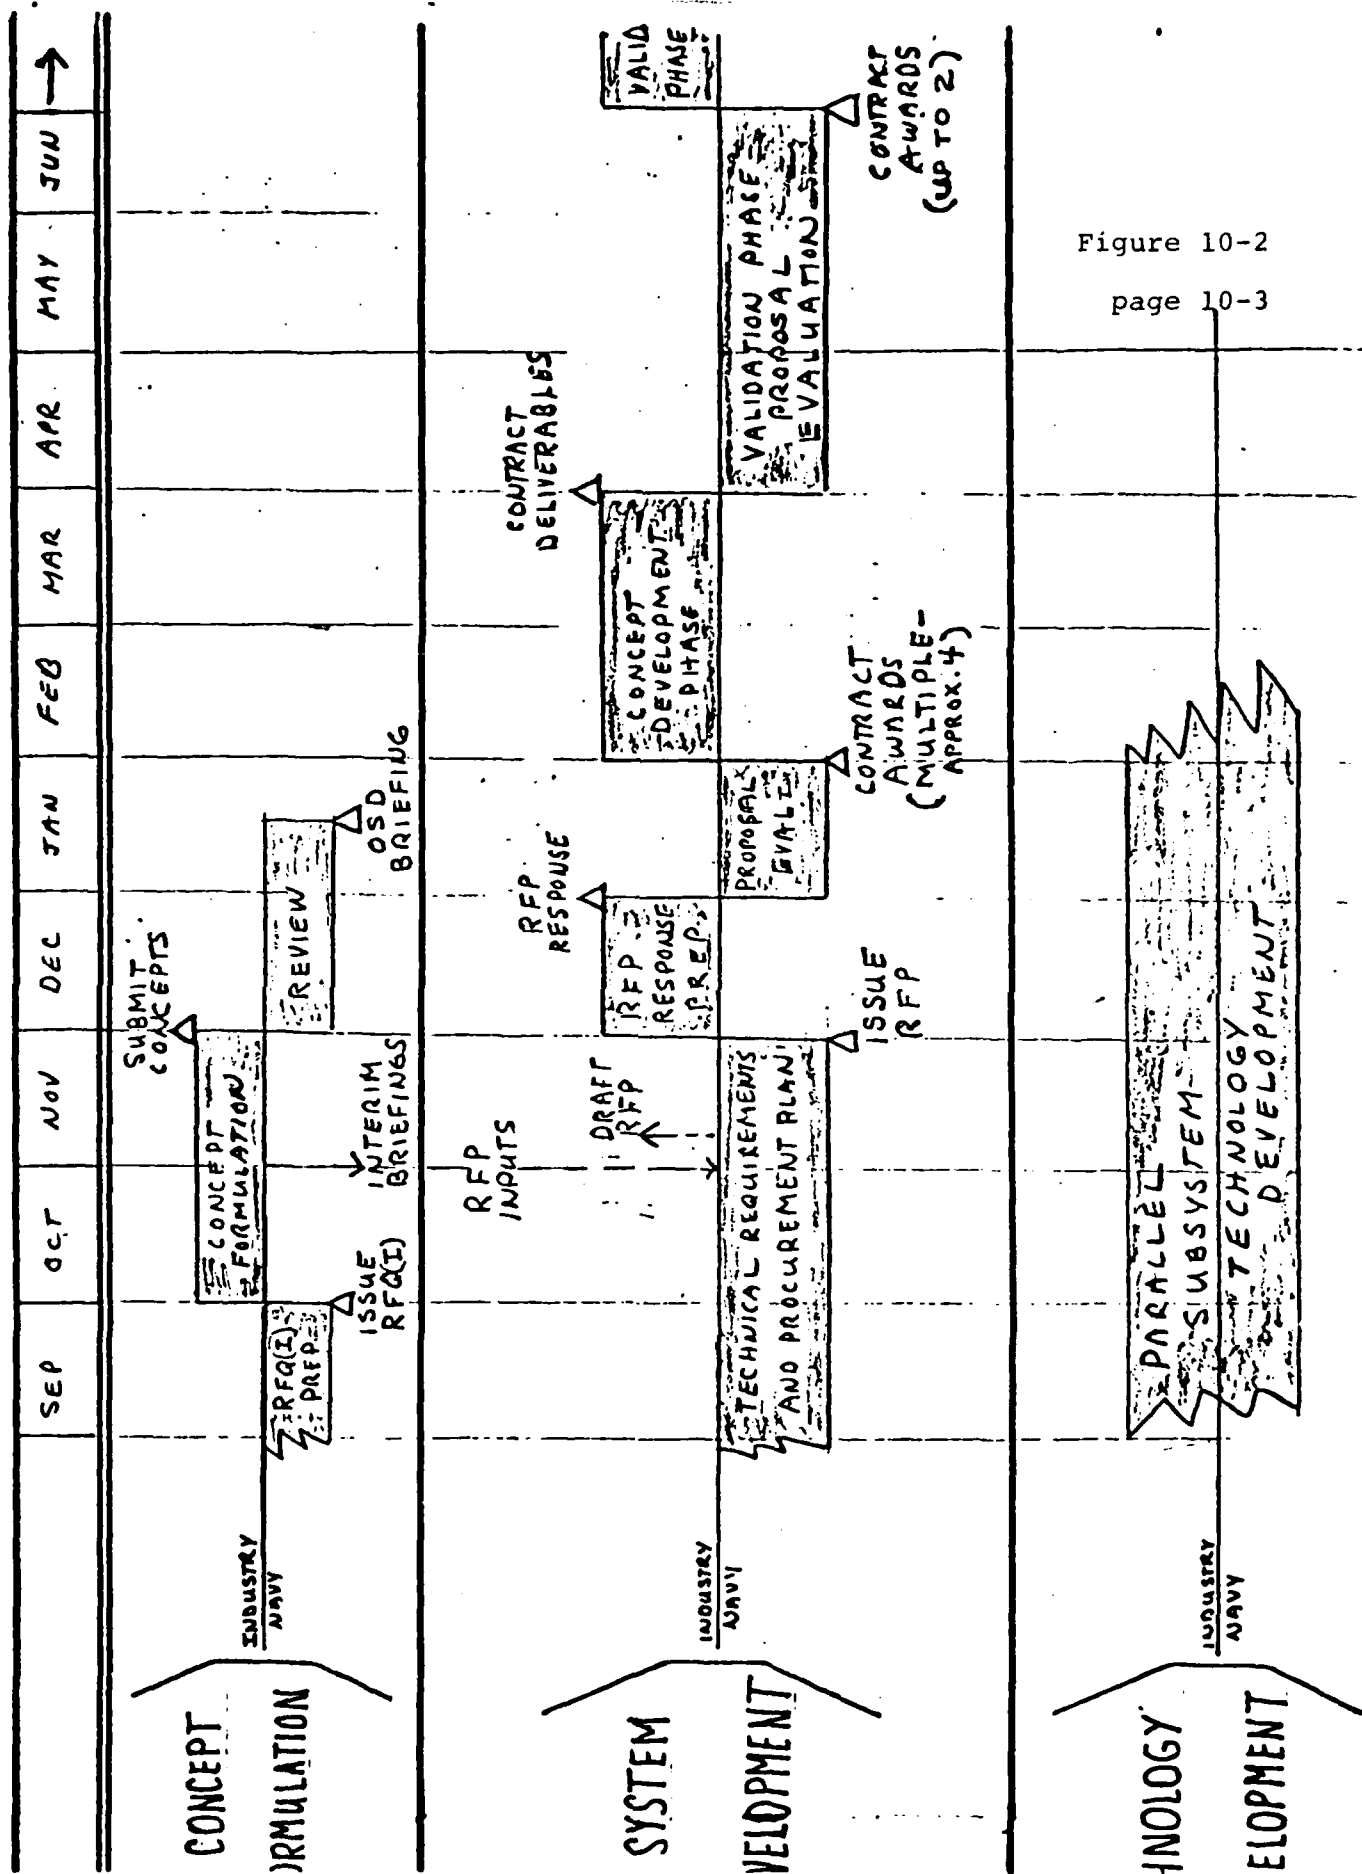 SEP
OCT
NOV
DEC
JAN
FEB
MAR
APR
MAY
JUN
CONCEPT
ORMULATION
INDUSTRY
NAVY
RFQ(I)
PREP
ISSUE
RFQ(I)
CONCEPT
FORMULATION
SUBMIT
CONCEPTS
INTERIM
BRIEFINGS
REVIEW
OSD
BRIEFING
SYSTEM
VELOPMENT
INDUSTRY
NAVY
TECHNICAL REQUIREMENTS
AND PROCUREMENT PLAN
RFP
INPUTS
DRAFT
RFP
ISSUE
RFP
RFP
RESPONSE
PREP.
RFP
RESPONSE
PROPOSAL
EVAL
CONTRACT
AWARDS
(MULTIPLE-
APPROX. 4)
CONCEPT
DEVELOPMENT
PHASE
CONTRACT
DELIVERABLES
VALIDATION PHASE
PROPOSAL
EVALUATION
CONTRACT
AWARDS
(UP TO 2)
VALID
PHASE
HNOLOGY
ELOPMENT
INDUSTRY
NAVY
PARALLEL
SUBSYSTEM
TECHNOLOGY
DEVELOPMENT
Figure 10-2
page 10-3